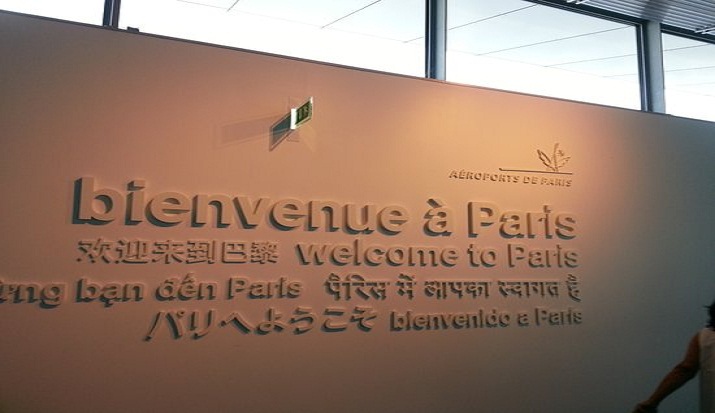 AÉROPORTS DE PARIS
bienvenue à Paris
欢迎来到巴黎 welcome to Paris
bạn đến Paris पैरिस में आपका स्वागत है
パリへようこそ bienvenido a Paris